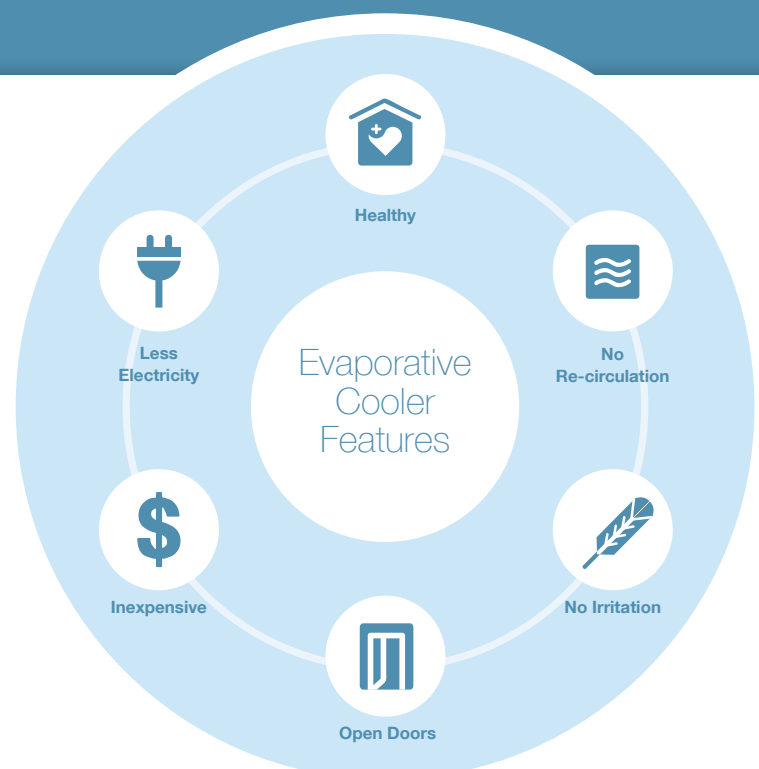 Healthy
Less
Electricity
No
Re-circulation
Evaporative
Cooler
Features
Inexpensive
No Irritation
Open Doors